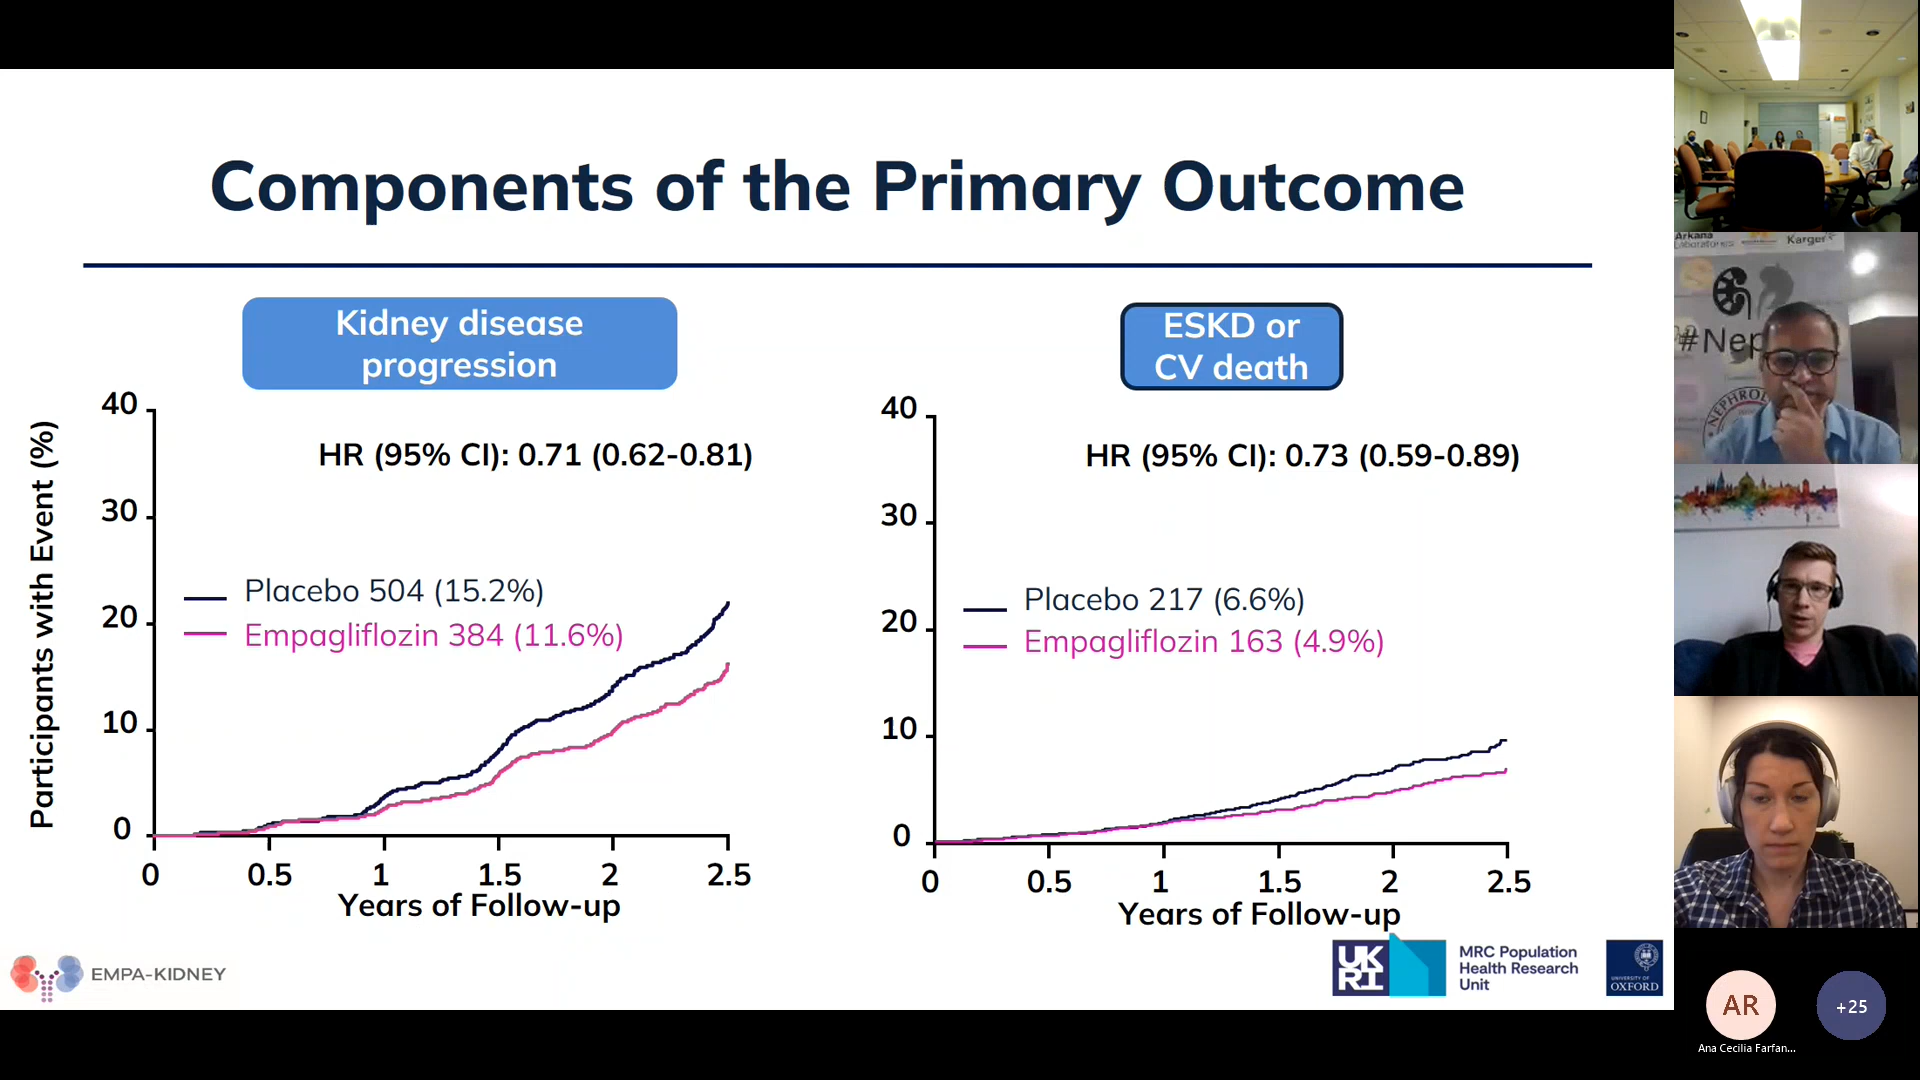 Components of the Primary Outcome
Kidney disease
progression
ESKD or
CV death
Participants with Event (%)
40
30
20
10
0
HR (95% CI): 0.71 (0.62-0.81)
Placebo 504 (15.2%)
Empagliflozin 384 (11.6%)
0 0.5 1 1.5 2 2.5
Years of Follow-up
40
30
20
10
0
HR (95% CI): 0.73 (0.59-0.89)
Placebo 217 (6.6%)
Empagliflozin 163 (4.9%)
0 0.5 1 1.5 2 2.5
Years of Follow-up
EMPA-KIDNEY
UK
RI
MRC Population
Health Research
Unit
UNIVERSITY OF
OXFORD
Arkana
Laboratories
Karger
#Nep
NEPHROL
AR
Ana Cecilia Farfan...
+25